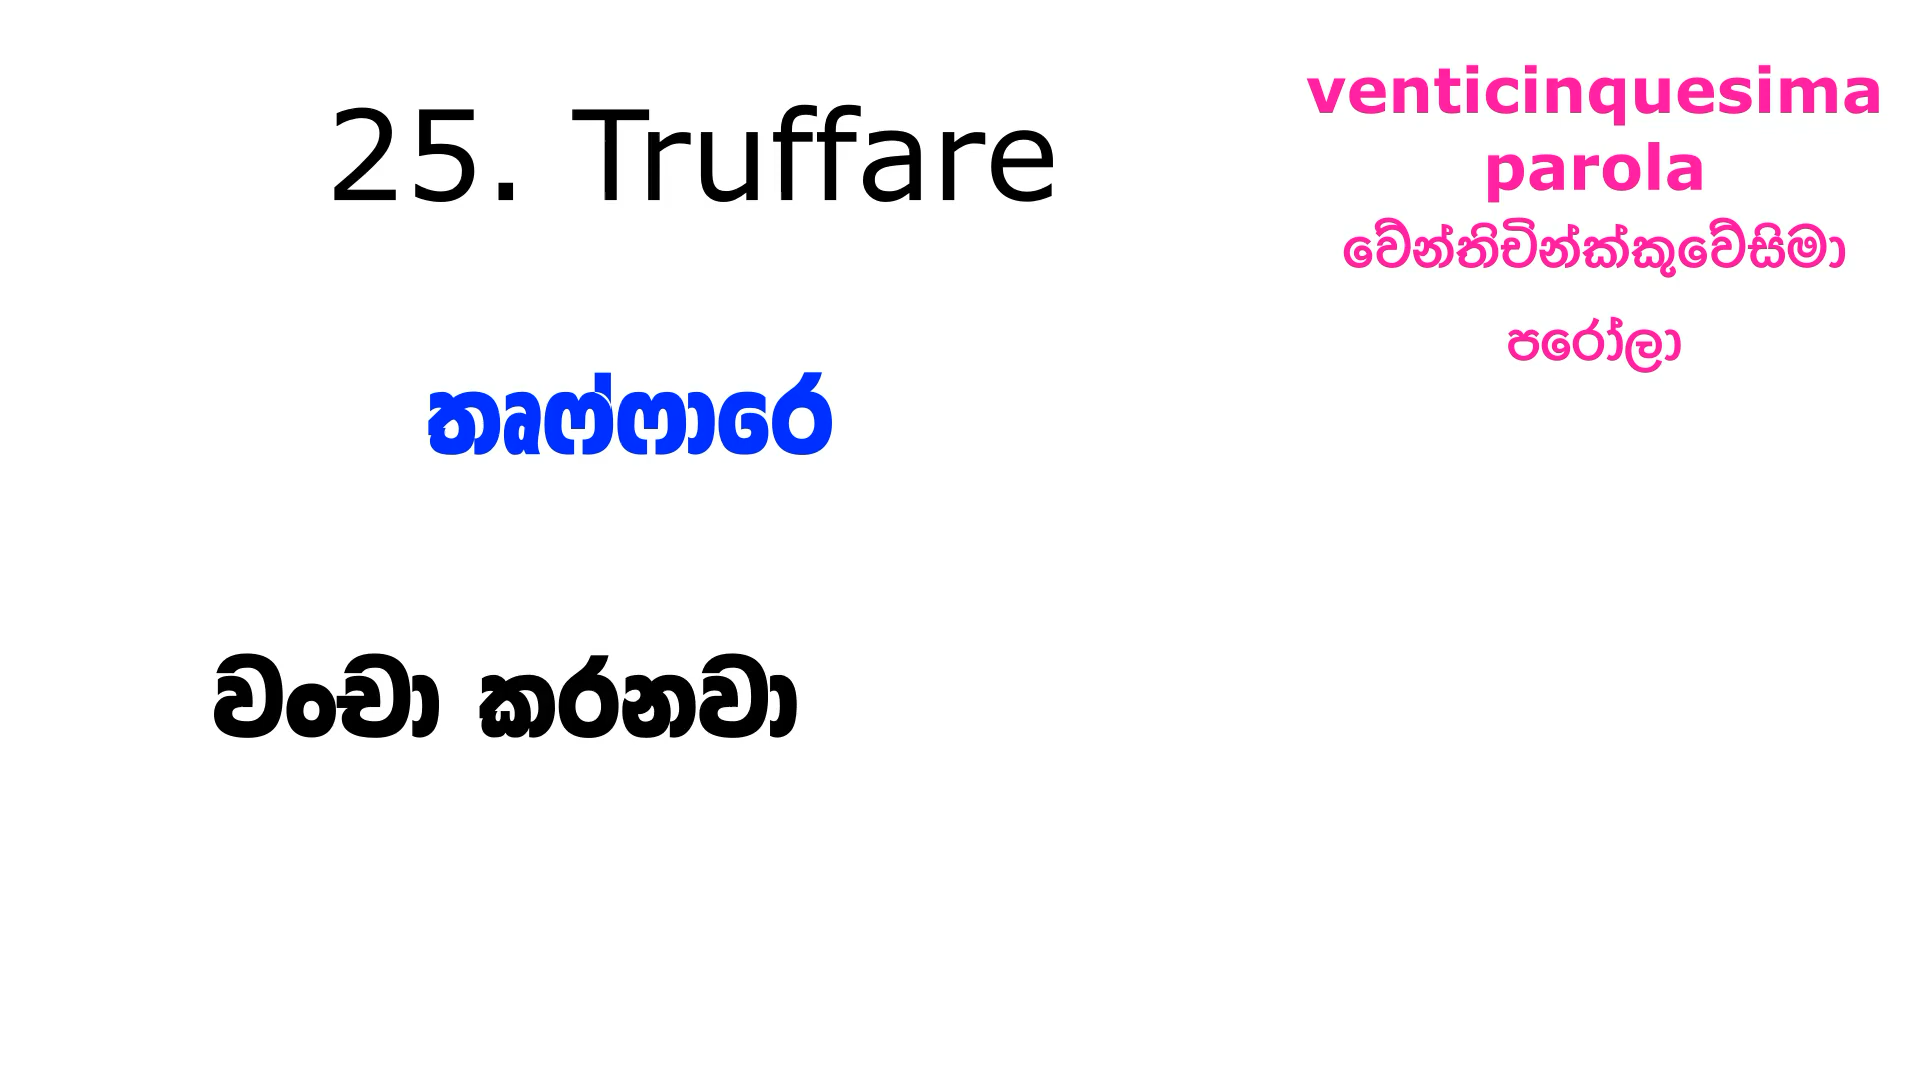 25. Truffare
venticinquesima
parola
වේන්තිචින්ක්කුවේසිමා
පරෝලා
තෘෆ්ෆාරෙ
වංචා කරනවා